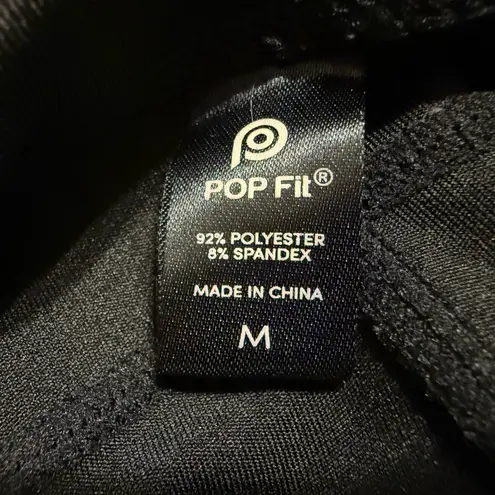 POP Fit®
92% POLYESTER
8% SPANDEX
MADE IN CHINA
M